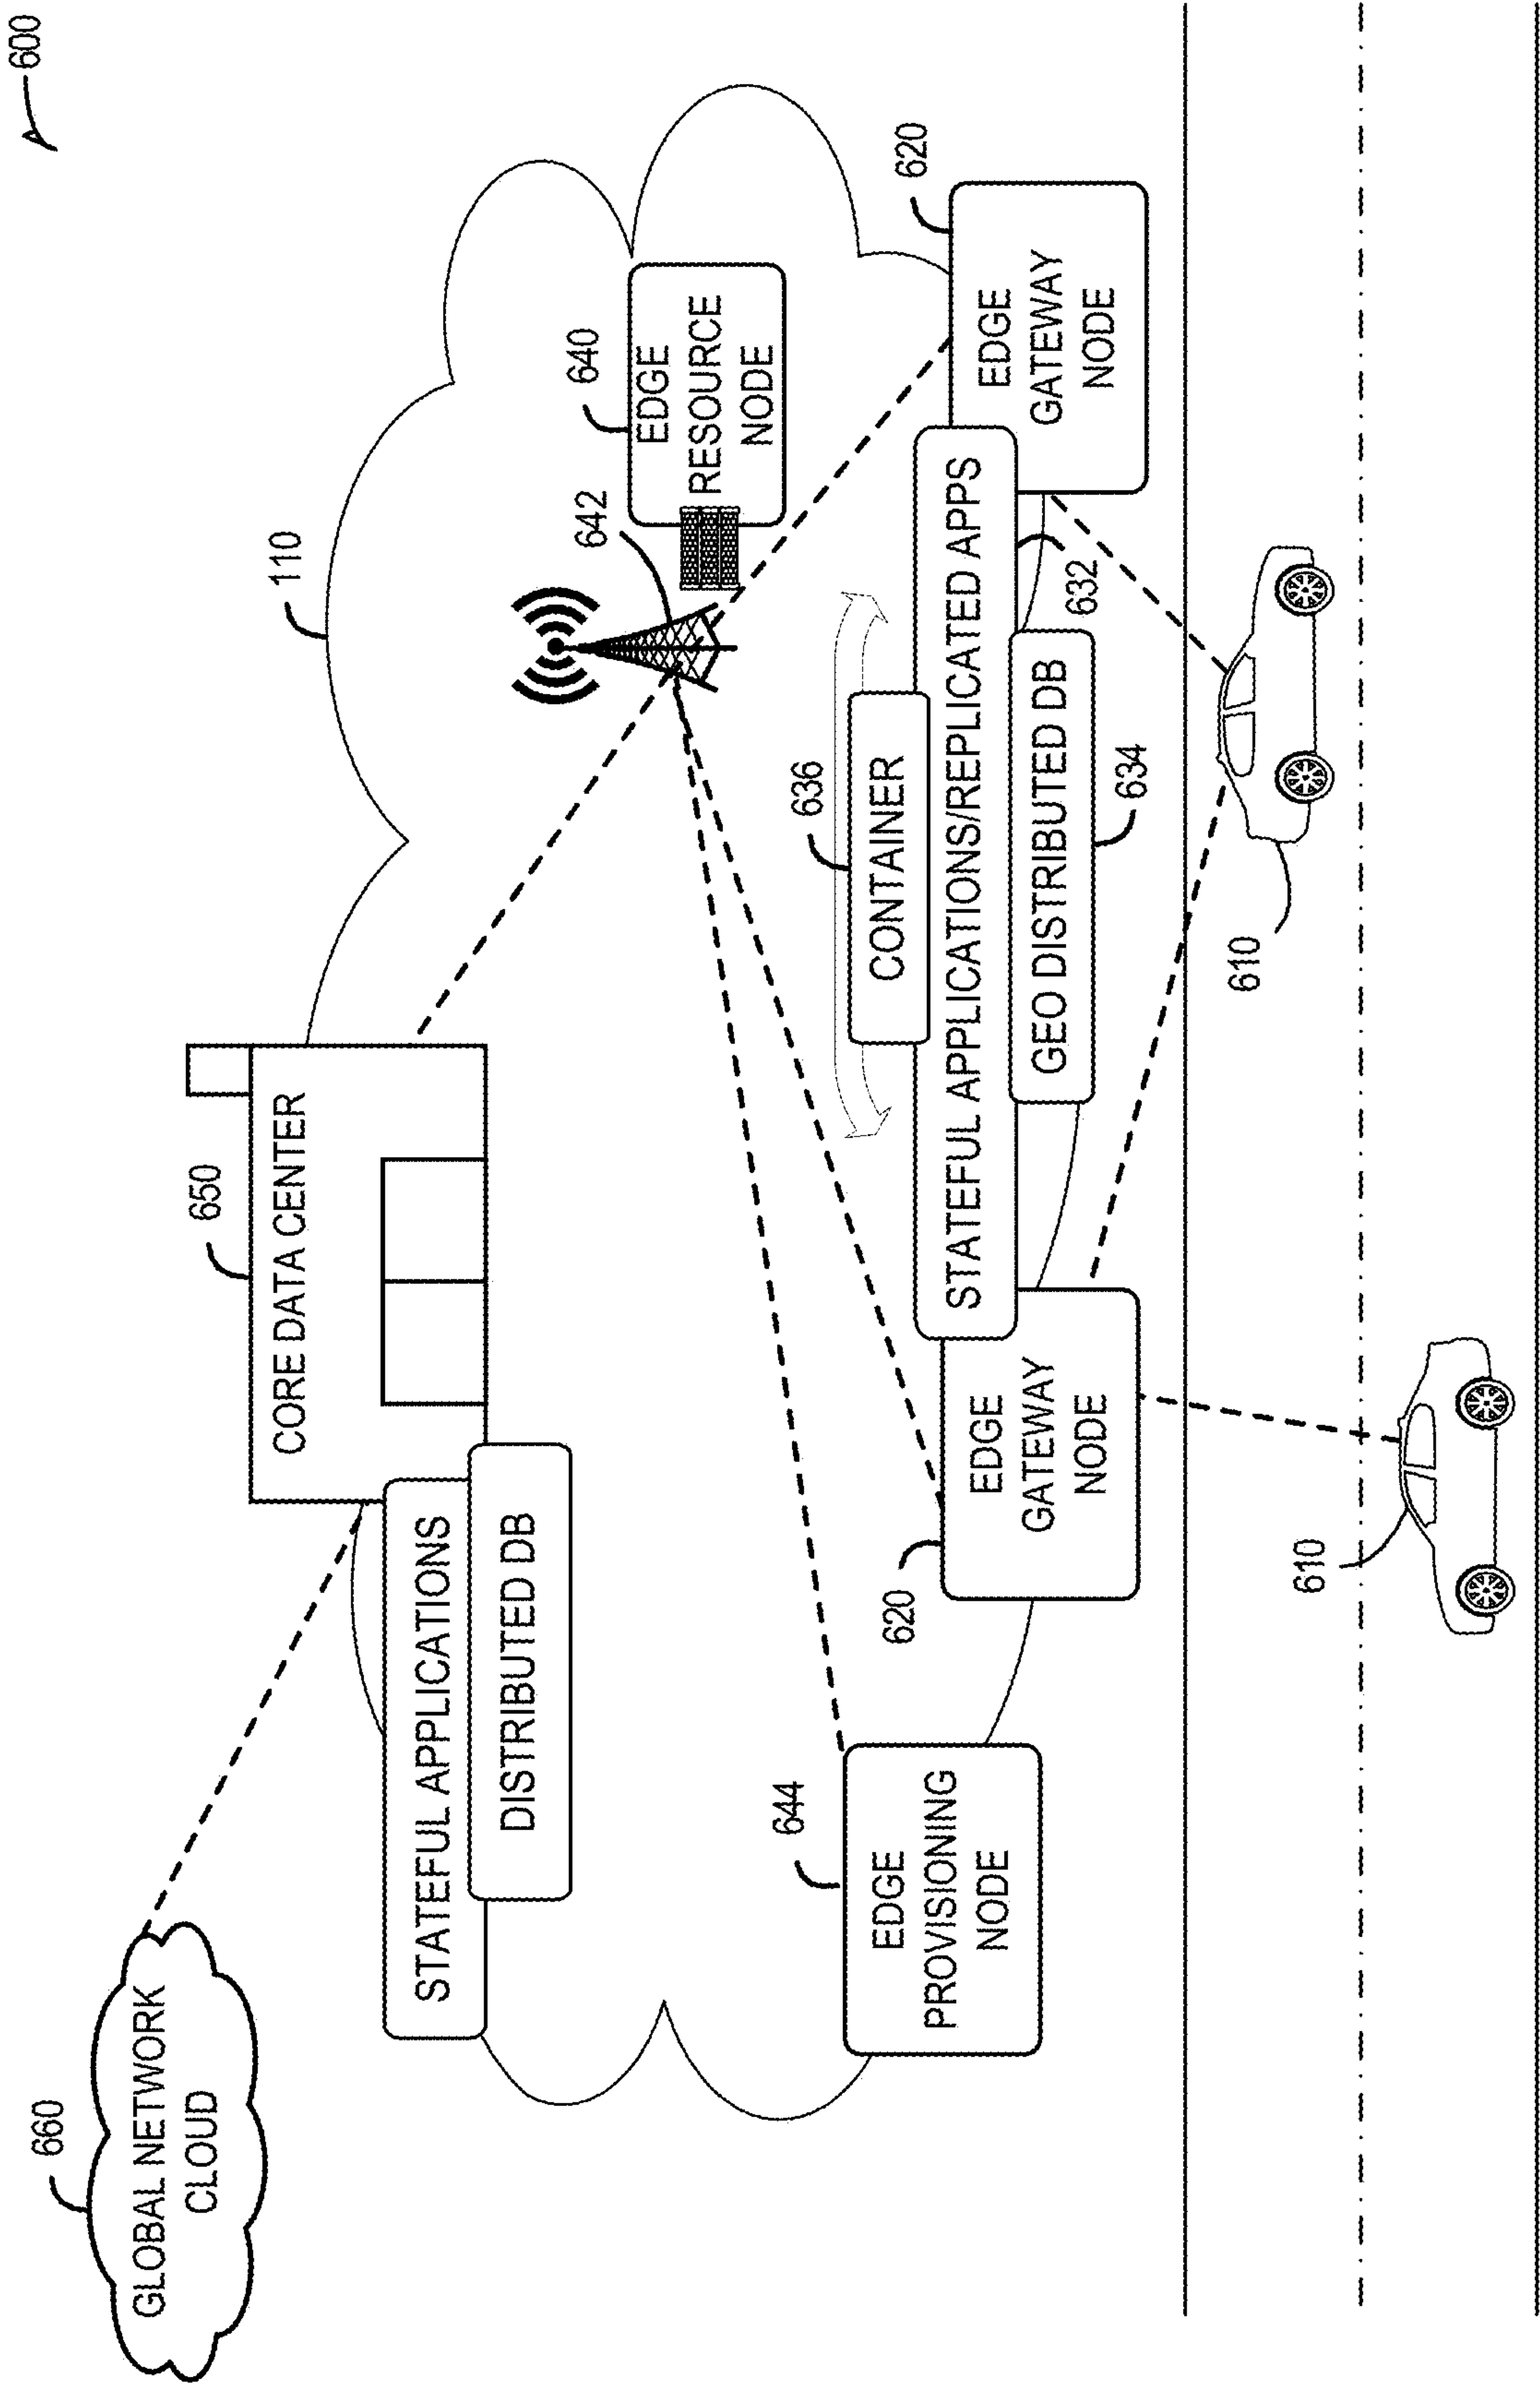 600
660
GLOBAL NETWORK
CLOUD
650
CORE DATA CENTER
STATEFUL APPLICATIONS
DISTRIBUTED DB
110
642
640
EDGE
RESOURCE
NODE
644
EDGE
PROVISIONING
NODE
620
EDGE
GATEWAY
NODE
636
CONTAINER
STATEFUL APPLICATIONS/REPLICATED APPS
632
GEO DISTRIBUTED DB
634
620
EDGE
GATEWAY
NODE
610
610